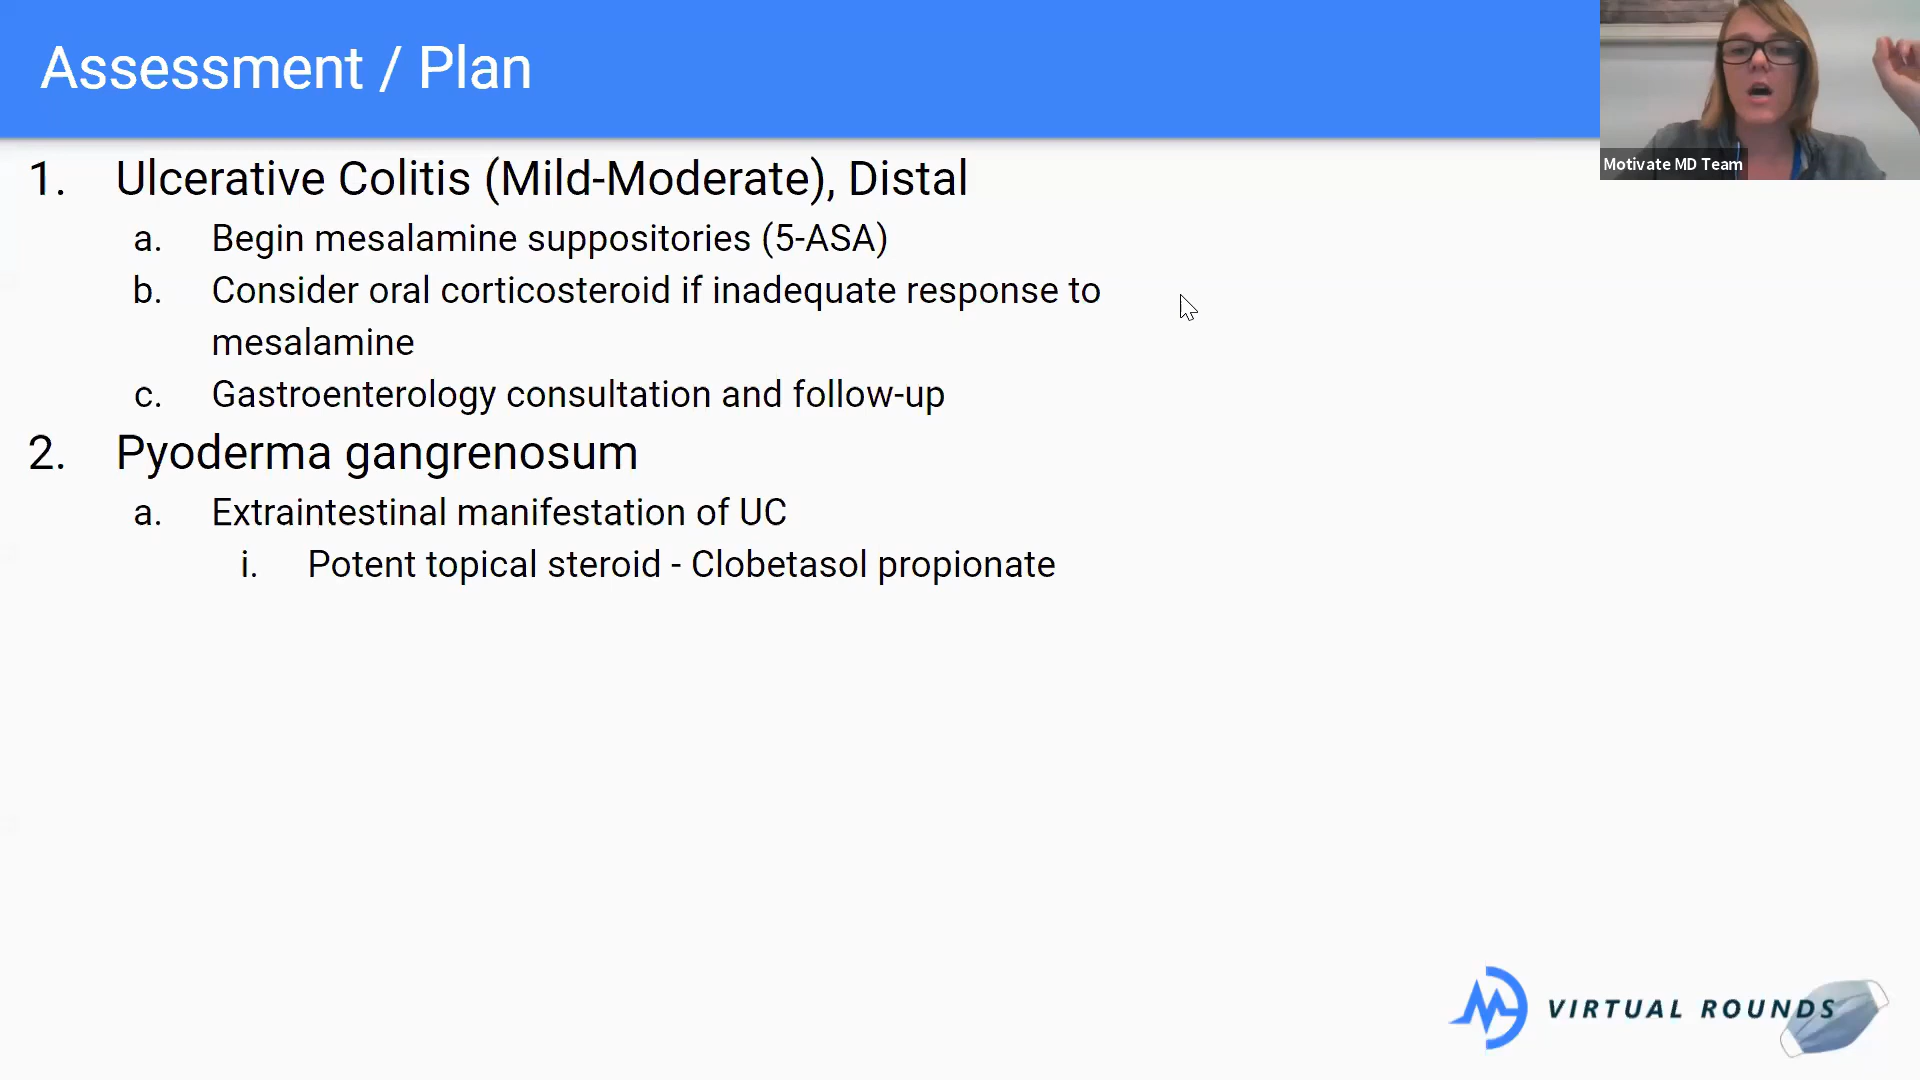 Assessment / Plan
Motivate MD Team
1. Ulcerative Colitis (Mild-Moderate), Distal
a. Begin mesalamine suppositories (5-ASA)
b. Consider oral corticosteroid if inadequate response to
mesalamine
c. Gastroenterology consultation and follow-up
2. Pyoderma gangrenosum
a. Extraintestinal manifestation of UC
i. Potent topical steroid - Clobetasol propionate
VIRTUAL ROUNDS